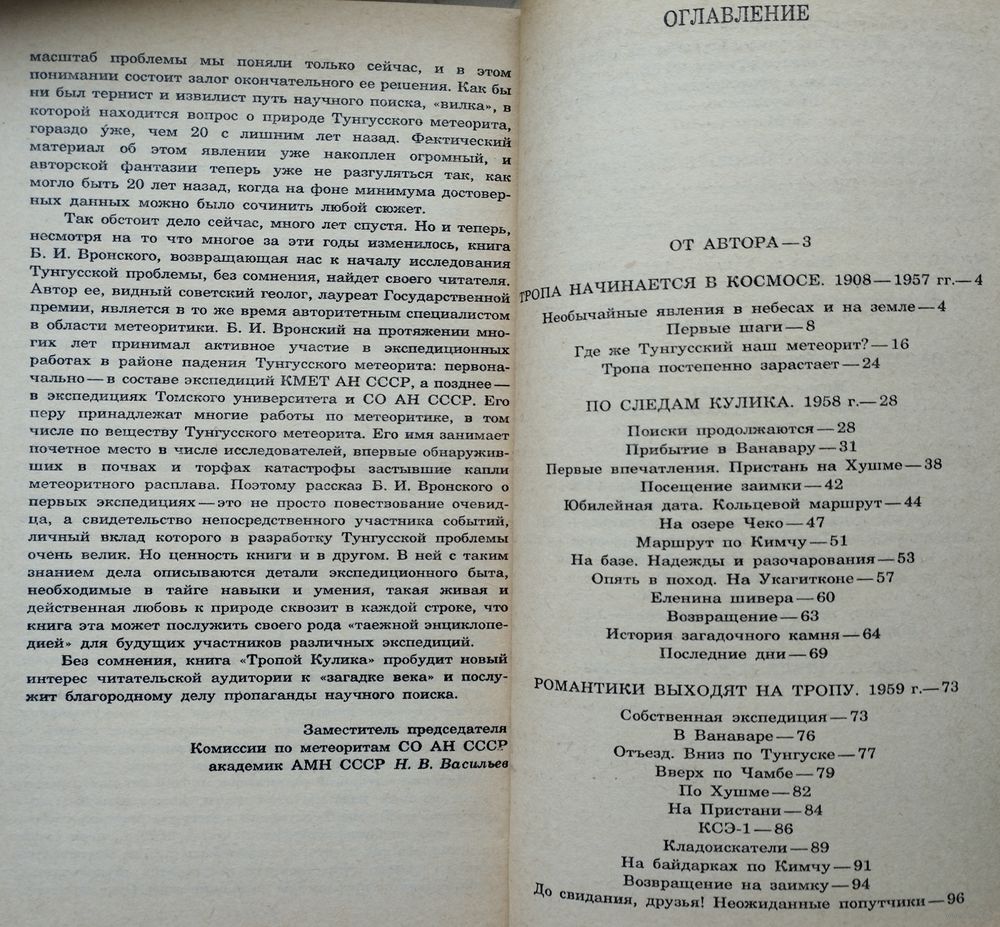 масштаб проблемы мы поняли только сейчас, и в этом
понимании состоит залог окончательного ее решения. Как бы
ни был тернист и извилист путь научного поиска, «вилка», в
которой находится вопрос о природе Тунгусского метеорита,
гораздо у́же, чем 20 с лишним лет назад. Фактический
материал об этом явлении уже накоплен огромный, и
авторской фантазии теперь уже не разгуляться так, как
могло быть 20 лет назад, когда на фоне минимума достовер-
ных данных можно было сочинить любой сюжет.
Так обстоит дело сейчас, много лет спустя. Но и теперь,
несмотря на то что многое за эти годы изменилось, книга
Б. И. Вронского, возвращающая нас к началу исследования
Тунгусской проблемы, без сомнения, найдет своего читателя.
Автор ее, видный советский геолог, лауреат Государственной
премии, является в то же время авторитетным специалистом
в области метеоритики. Б. И. Вронский на протяжении мно-
гих лет принимал активное участие в экспедиционных
работах в районе падения Тунгусского метеорита: первона-
чально — в составе экспедиций КМЕТ АН СССР, а позднее —
в экспедициях Томского университета и СО АН СССР. Его
перу принадлежат многие работы по метеоритике, в том
числе по веществу Тунгусского метеорита. Его имя занимает
почетное место в числе исследователей, впервые обнаружив-
ших в почвах и торфах катастрофы застывшие капли
метеоритного расплава. Поэтому рассказ Б. И. Вронского о
первых экспедициях — это не просто повествование очевид-
ца, а свидетельство непосредственного участника событий,
личный вклад которого в разработку Тунгусской проблемы
очень велик. Но ценность книги и в другом. В ней с таким
знанием дела описываются детали экспедиционного быта,
необходимые в тайге навыки и умения, такая живая и
действенная любовь к природе сквозит в каждой строке, что
книга эта может послужить своего рода «таежной энциклопе-
дией» для будущих участников различных экспедиций.
Без сомнения, книга «Тропой Кулика» пробудит новый
интерес читательской аудитории к «загадке века» и послу-
жит благородному делу пропаганды научного поиска.
Заместитель председателя
Комиссии по метеоритам СО АН СССР
академик АМН СССР Н. В. Васильев
ОГЛАВЛЕНИЕ
ОТ АВТОРА — 3
ТРОПА НАЧИНАЕТСЯ В КОСМОСЕ. 1908 — 1957 гг. — 4
Необычайные явления в небесах и на земле — 4
Первые шаги — 8
Где же Тунгусский наш метеорит? — 16
Тропа постепенно зарастает — 24
ПО СЛЕДАМ КУЛИКА. 1958 г. — 28
Поиски продолжаются — 28
Прибытие в Ванавару — 31
Первые впечатления. Пристань на Хушме — 38
Посещение заимки — 42
Юбилейная дата. Кольцевой маршрут — 44
На озере Чеко — 47
Маршрут по Кимчу — 51
На базе. Надежды и разочарования — 53
Опять в поход. На Укагитконе — 57
Еленина шивера — 60
Возвращение — 63
История загадочного камня — 64
Последние дни — 69
РОМАНТИКИ ВЫХОДЯТ НА ТРОПУ. 1959 г. — 73
Собственная экспедиция — 73
В Ванаваре — 76
Отъезд. Вниз по Тунгуске — 77
Вверх по Чамбе — 79
По Хушме — 82
На Пристани — 84
КСЭ-1 — 86
Кладоискатели — 89
На байдарках по Кимчу — 91
Возвращение на заимку — 94
До свидания, друзья! Неожиданные попутчики — 96